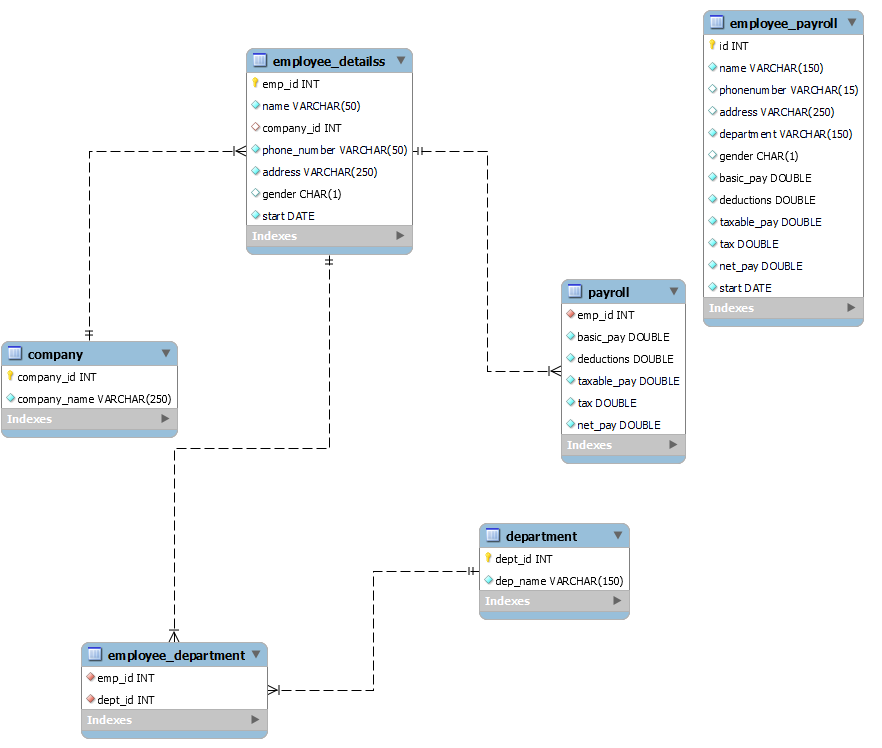 employee_payroll
id INT
name VARCHAR(150)
phonenumber VARCHAR(15)
address VARCHAR(250)
department VARCHAR(150)
gender CHAR(1)
basic_pay DOUBLE
deductions DOUBLE
taxable_pay DOUBLE
tax DOUBLE
net_pay DOUBLE
start DATE
Indexes
employee_detailss
emp_id INT
name VARCHAR(50)
company_id INT
phone_number VARCHAR(50)
address VARCHAR(250)
gender CHAR(1)
start DATE
Indexes
payroll
emp_id INT
basic_pay DOUBLE
deductions DOUBLE
taxable_pay DOUBLE
tax DOUBLE
net_pay DOUBLE
Indexes
company
company_id INT
company_name VARCHAR(250)
Indexes
department
dept_id INT
dep_name VARCHAR(150)
Indexes
employee_department
emp_id INT
dept_id INT
Indexes